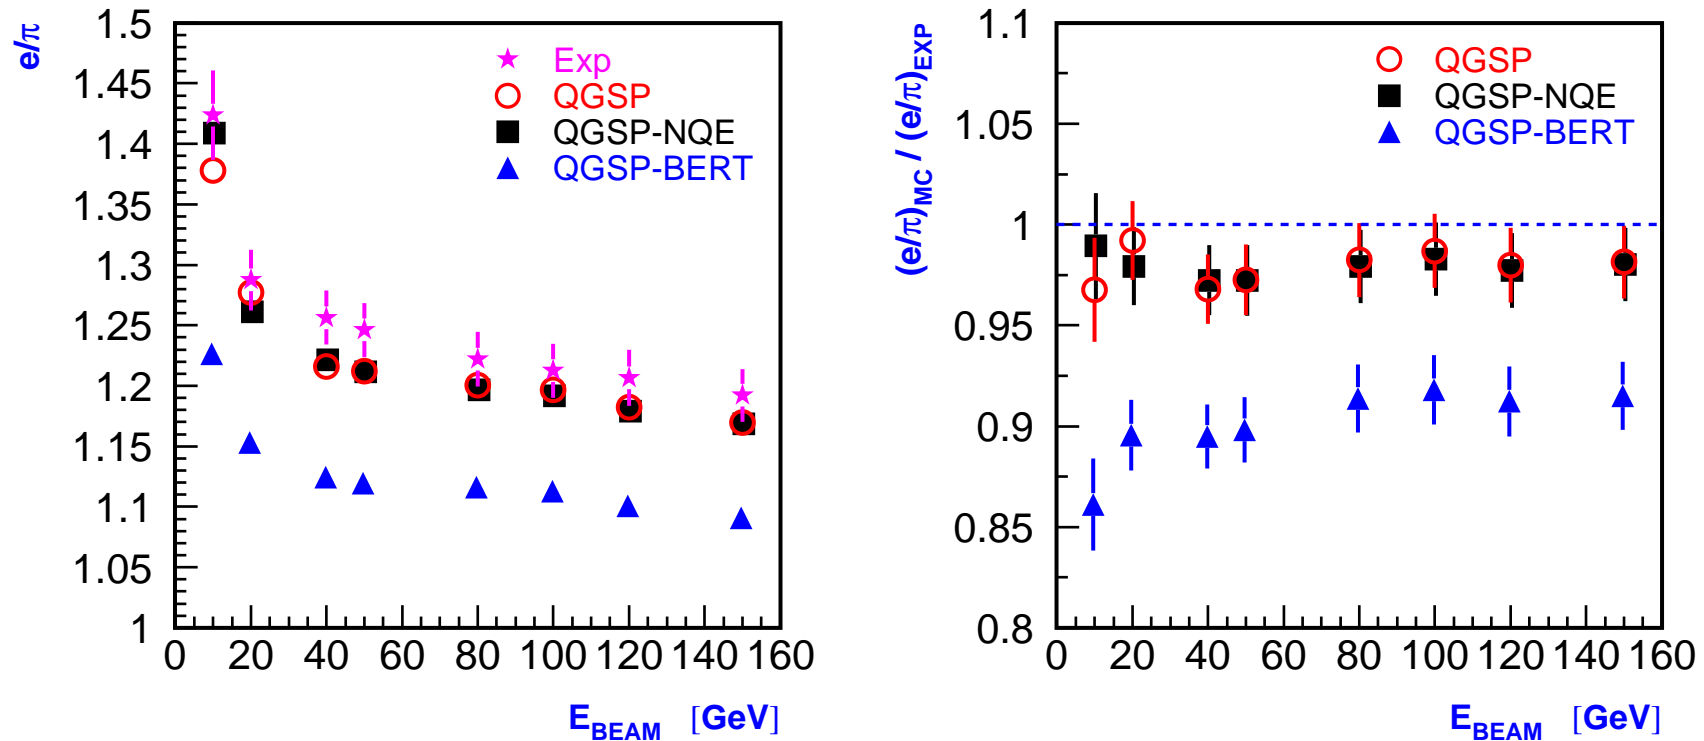 e/π
1.5
1.45
1.4
1.35
1.3
1.25
1.2
1.15
1.1
1.05
1
0 20 40 60 80 100 120 140 160
E_BEAM [GeV]
Exp
QGSP
QGSP-NQE
QGSP-BERT
(e/π)_MC / (e/π)_EXP
1.1
1.05
1
0.95
0.9
0.85
0.8
0 20 40 60 80 100 120 140 160
E_BEAM [GeV]
QGSP
QGSP-NQE
QGSP-BERT